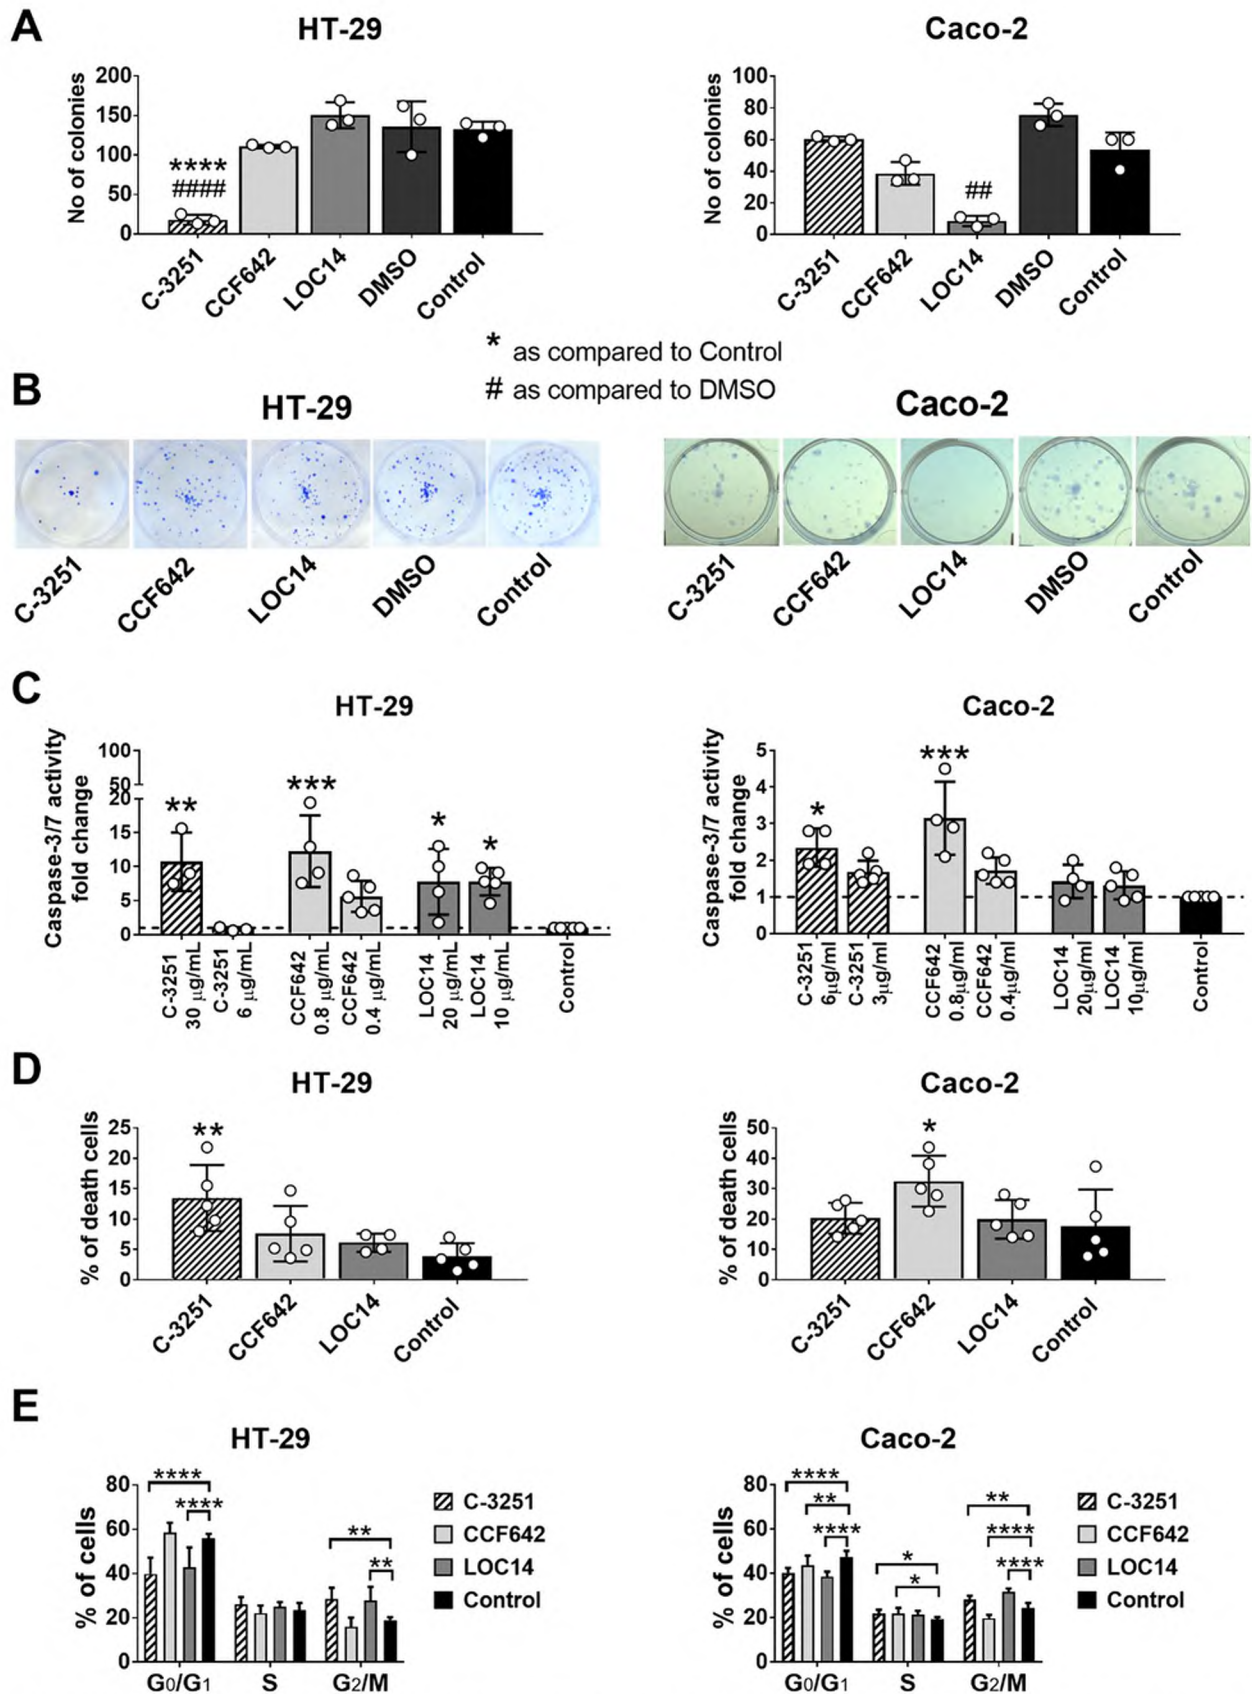 A
HT-29
Caco-2
No of colonies
200
150
100
50
0
****
####
C-3251
CCF642
LOC14
DMSO
Control
No of colonies
100
80
60
40
20
0
##
C-3251
CCF642
LOC14
DMSO
Control
* as compared to Control
# as compared to DMSO
B
HT-29
Caco-2
C-3251
CCF642
LOC14
DMSO
Control
C-3251
CCF642
LOC14
DMSO
Control
C
HT-29
Caco-2
Caspase-3/7 activity
fold change
100
50
20
15
10
5
0
**
***
*
*
C-3251
30 µg/mL
C-3251
6 µg/mL
CCF642
0.8 µg/mL
CCF642
0.4 µg/mL
LOC14
20 µg/mL
LOC14
10 µg/mL
Control
Caspase-3/7 activity
fold change
5
4
3
2
1
0
*
***
C-3251
6µg/ml
C-3251
3µg/ml
CCF642
0.8µg/ml
CCF642
0.4µg/ml
LOC14
20µg/ml
LOC14
10µg/ml
Control
D
HT-29
Caco-2
% of death cells
25
20
15
10
5
0
**
C-3251
CCF642
LOC14
Control
% of death cells
50
40
30
20
10
0
*
C-3251
CCF642
LOC14
Control
E
HT-29
Caco-2
% of cells
80
60
40
20
0
****
****
**
**
G0/G1
S
G2/M
C-3251
CCF642
LOC14
Control
% of cells
80
60
40
20
0
****
**
****
*
*
**
****
****
G0/G1
S
G2/M
C-3251
CCF642
LOC14
Control